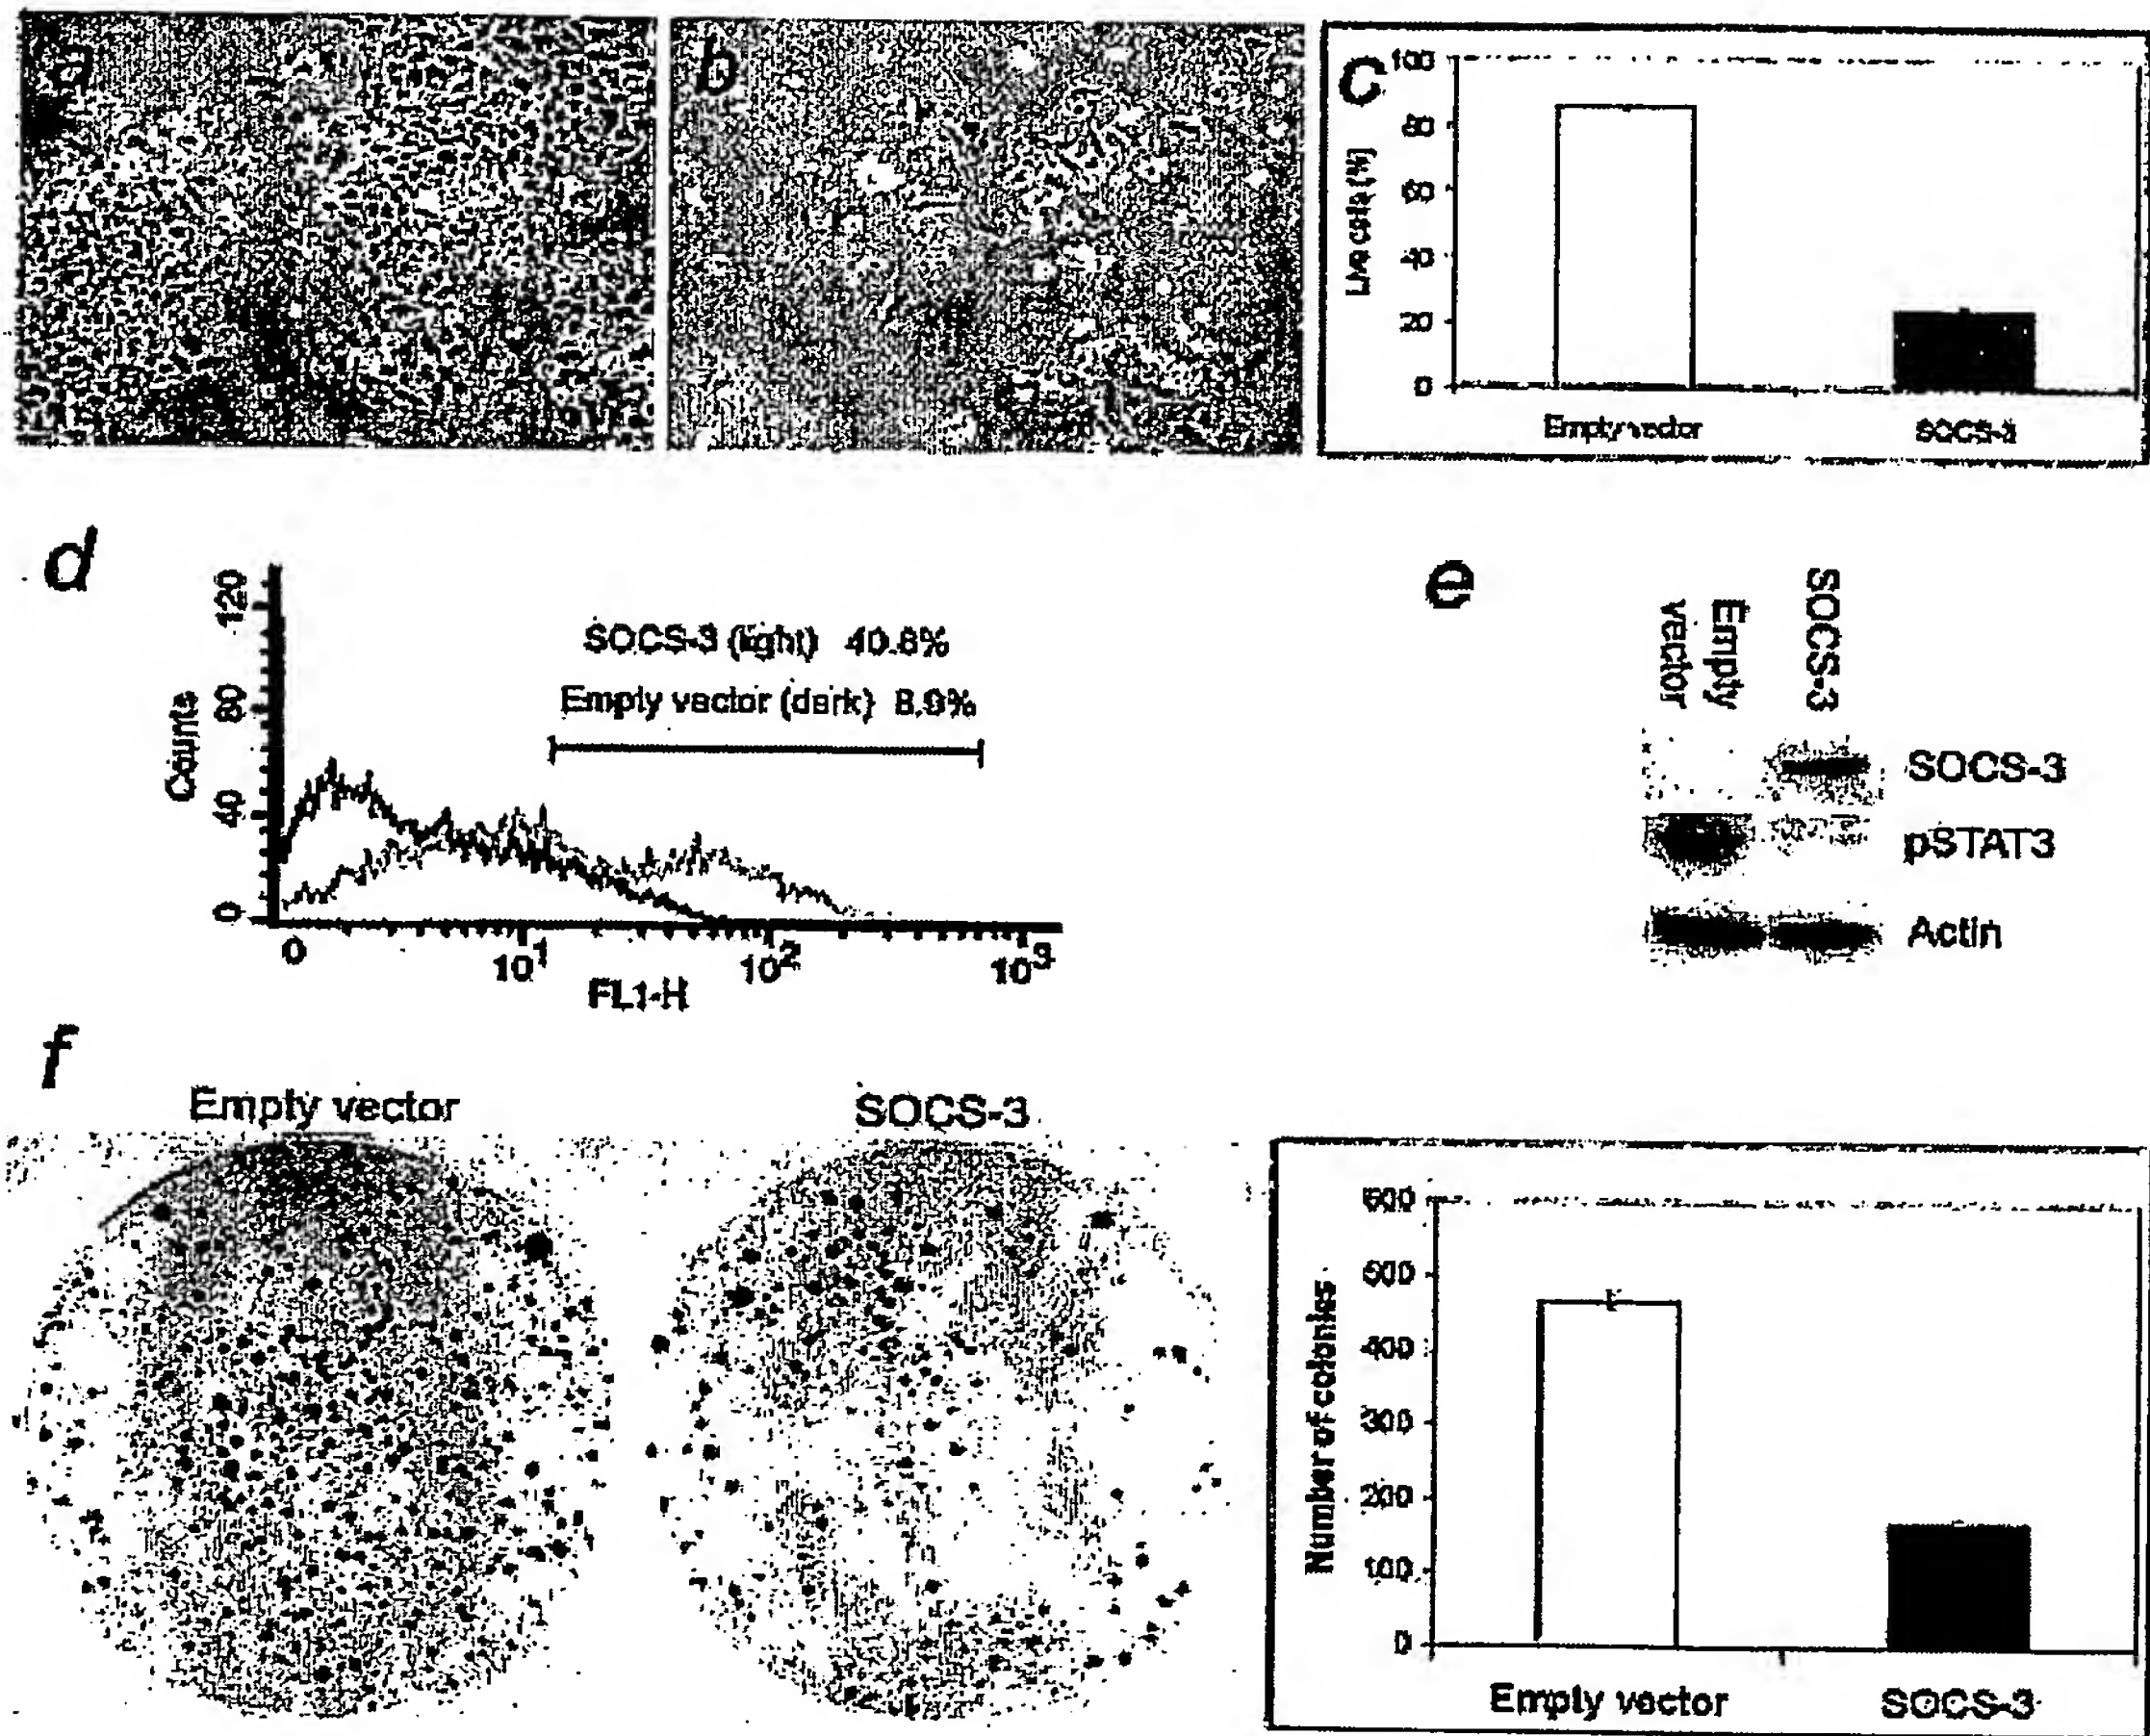 a
b
c
100
80
60
40
20
0
Live cells (%)
Empty vector
SOCS-3
d
120
80
40
0
Counts
SOCS-3 (light) 40.8%
Empty vector (dark) 8.9%
0
10¹
10²
10³
FL1-H
e
Empty
vector
SOCS-3
SOCS-3
pSTAT3
Actin
f
Empty vector
SOCS-3
600
500
400
300
200
100
0
Number of colonies
Empty vector
SOCS-3